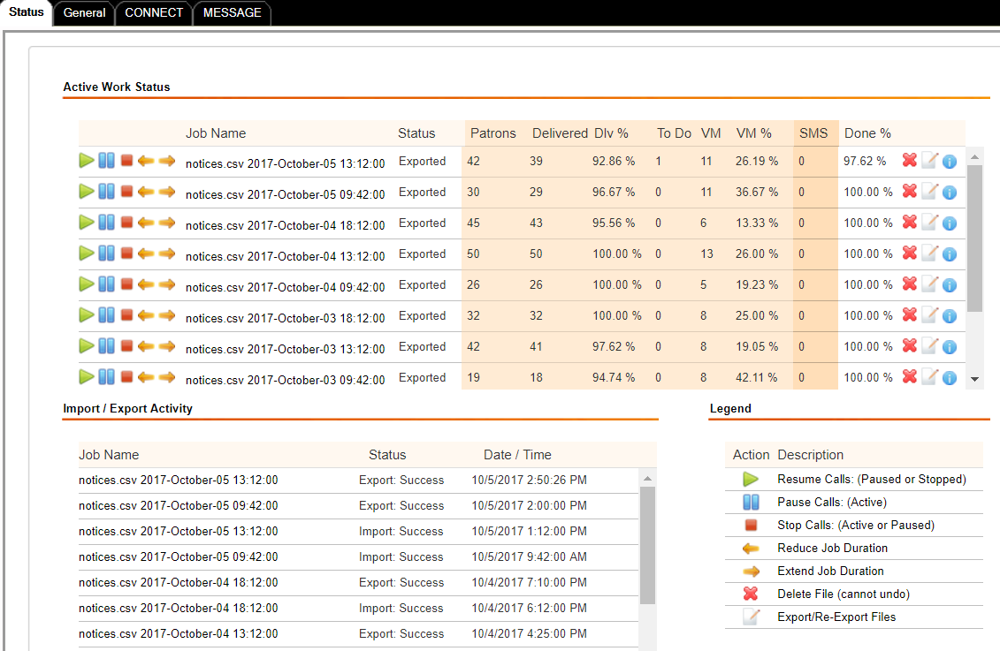 Status General CONNECT MESSAGE
Active Work Status
Job Name Status Patrons Delivered Dlv % To Do VM VM % SMS Done %
notices.csv 2017-October-05 13:12:00 Exported 42 39 92.86 % 1 11 26.19 % 0 97.62 %
notices.csv 2017-October-05 09:42:00 Exported 30 29 96.67 % 0 11 36.67 % 0 100.00 %
notices.csv 2017-October-04 18:12:00 Exported 45 43 95.56 % 0 6 13.33 % 0 100.00 %
notices.csv 2017-October-04 13:12:00 Exported 50 50 100.00 % 0 13 26.00 % 0 100.00 %
notices.csv 2017-October-04 09:42:00 Exported 26 26 100.00 % 0 5 19.23 % 0 100.00 %
notices.csv 2017-October-03 18:12:00 Exported 32 32 100.00 % 0 8 25.00 % 0 100.00 %
notices.csv 2017-October-03 13:12:00 Exported 42 41 97.62 % 0 8 19.05 % 0 100.00 %
notices.csv 2017-October-03 09:42:00 Exported 19 18 94.74 % 0 8 42.11 % 0 100.00 %
Import / Export Activity
Job Name Status Date / Time
notices.csv 2017-October-05 13:12:00 Export: Success 10/5/2017 2:50:26 PM
notices.csv 2017-October-05 09:42:00 Export: Success 10/5/2017 2:00:00 PM
notices.csv 2017-October-05 13:12:00 Import: Success 10/5/2017 1:12:00 PM
notices.csv 2017-October-05 09:42:00 Import: Success 10/5/2017 9:42:00 AM
notices.csv 2017-October-04 18:12:00 Export: Success 10/4/2017 7:10:00 PM
notices.csv 2017-October-04 18:12:00 Import: Success 10/4/2017 6:12:00 PM
notices.csv 2017-October-04 13:12:00 Export: Success 10/4/2017 4:25:00 PM
Legend
Action Description
Resume Calls: (Paused or Stopped)
Pause Calls: (Active)
Stop Calls: (Active or Paused)
Reduce Job Duration
Extend Job Duration
Delete File (cannot undo)
Export/Re-Export Files